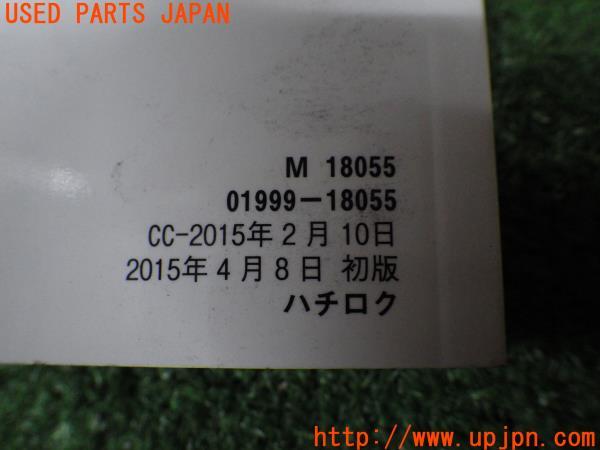 USED PARTS JAPAN
M 18055
01999-18055
CC-2015年2月10日
2015年4月8日 初版
ハチロク
http://www.upjpn.com/